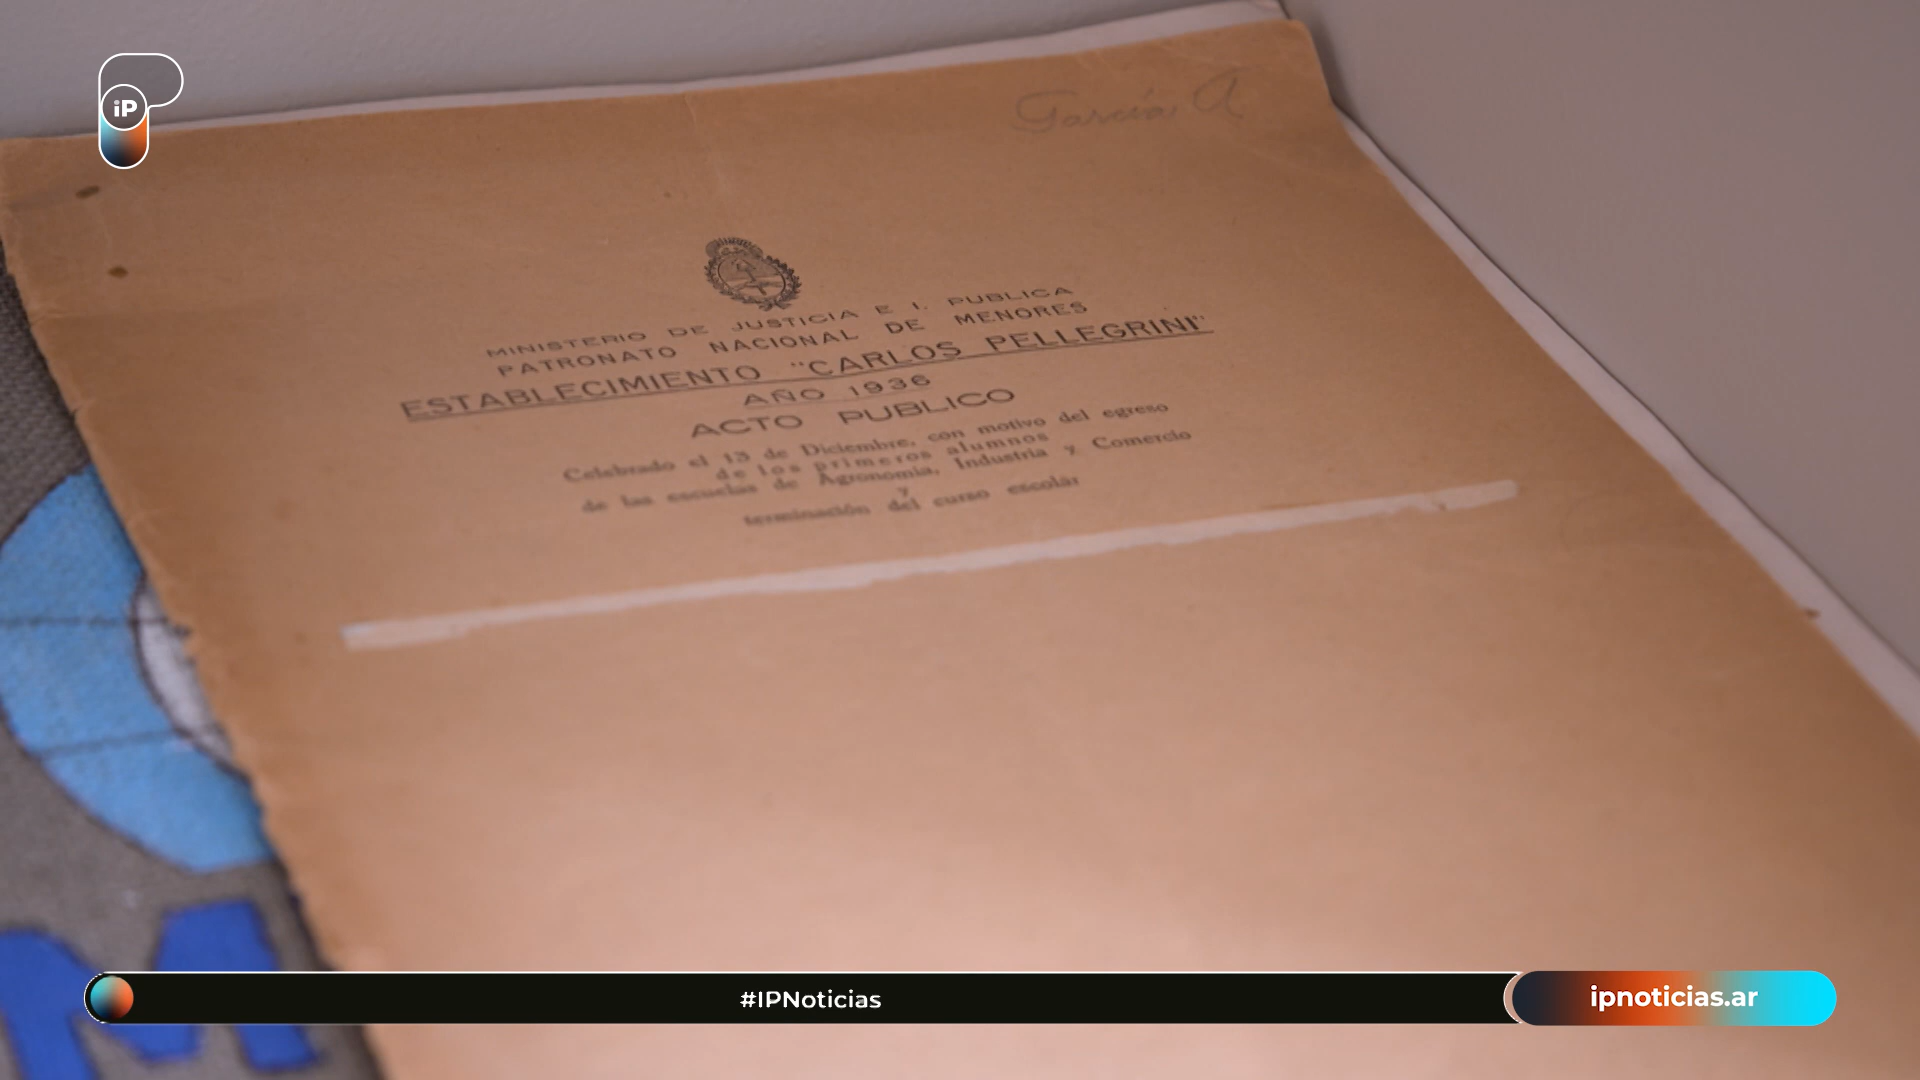 iP
García, A
MINISTERIO DE JUSTICIA E I. PUBLICA
PATRONATO NACIONAL DE MENORES
ESTABLECIMIENTO "CARLOS PELLEGRINI"
AÑO 1936
ACTO PUBLICO
Celebrado el 13 de Diciembre, con motivo del egreso
de los primeros alumnos
de las escuelas de Agronomia, Industria y Comercio
y
terminación del curso escolar
M
#IPNoticias
ipnoticias.ar